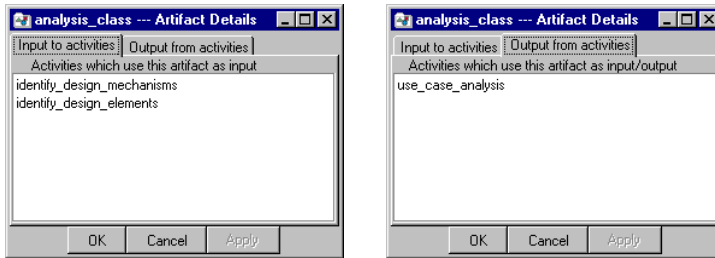 analysis_class --- Artifact Details
Input to activities Output from activities
Activities which use this artifact as input
identify_design_mechanisms
identify_design_elements
OK Cancel Apply
analysis_class --- Artifact Details
Input to activities Output from activities
Activities which use this artifact as input/output
use_case_analysis
OK Cancel Apply